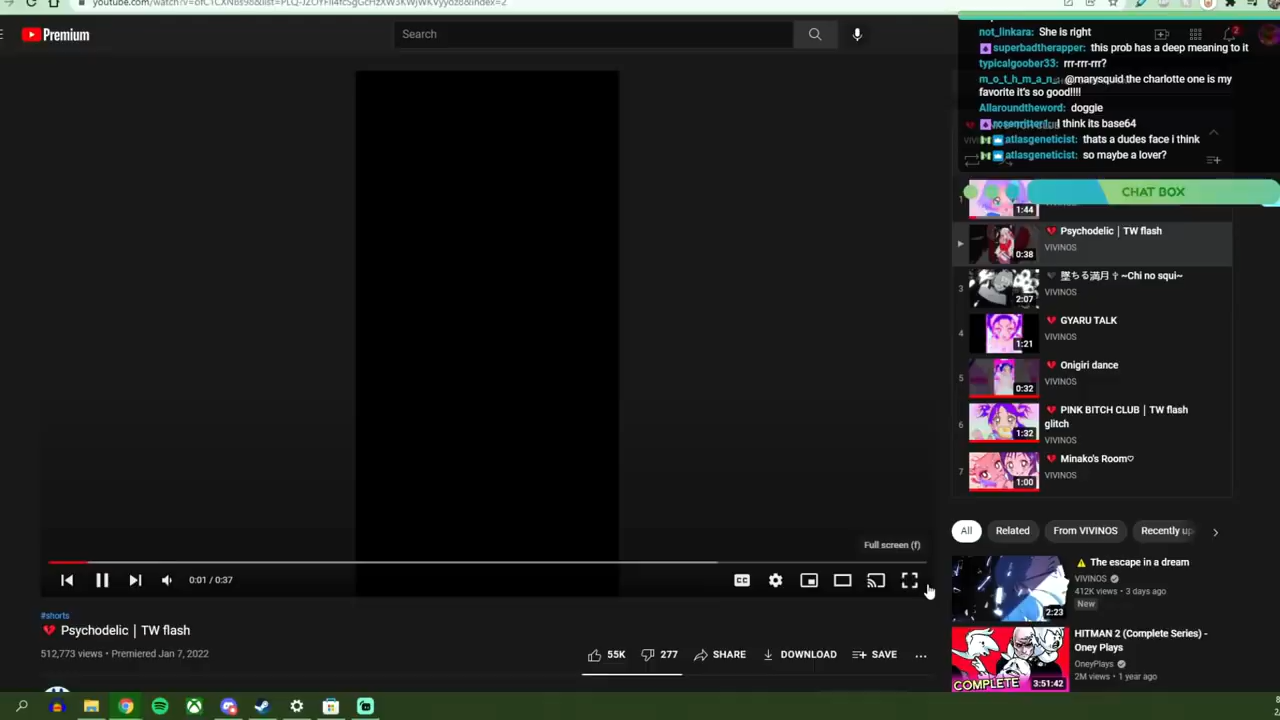 Premium
Search
2
not_linkara: She is right
superbadtherapper: this prob has a deep meaning to it
typicalgoober33: rrr-rrr-rrr?
m_o_t_h_m_a_n_: @marysquid the charlotte one is my
favorite it's so good!!!!
Allaroundtheword: doggie
I think its base64
atlasgeneticist: thats a dudes face i think
atlasgeneticist: so maybe a lover?
CHAT BOX
1
1:44
Psychodelic | TW flash
VIVINOS
0:38
3
墜ちる満月 ✞ ~Chi no squi~
VIVINOS
2:07
4
GYARU TALK
VIVINOS
1:21
5
Onigiri dance
VIVINOS
0:32
6
PINK BITCH CLUB | TW flash
glitch
VIVINOS
1:32
7
Minako's Room♡
VIVINOS
1:00
All
Related
From VIVINOS
Recently up
Full screen (f)
CC
0:01 / 0:37
#shorts
💔 Psychodelic | TW flash
512,773 views • Premiered Jan 7, 2022
55K
277
SHARE
DOWNLOAD
SAVE
⚠ The escape in a dream
VIVINOS
412K views • 3 days ago
New
2:23
HITMAN 2 (Complete Series) -
Oney Plays
OneyPlays
2M views • 1 year ago
COMPLETE
3:51:42